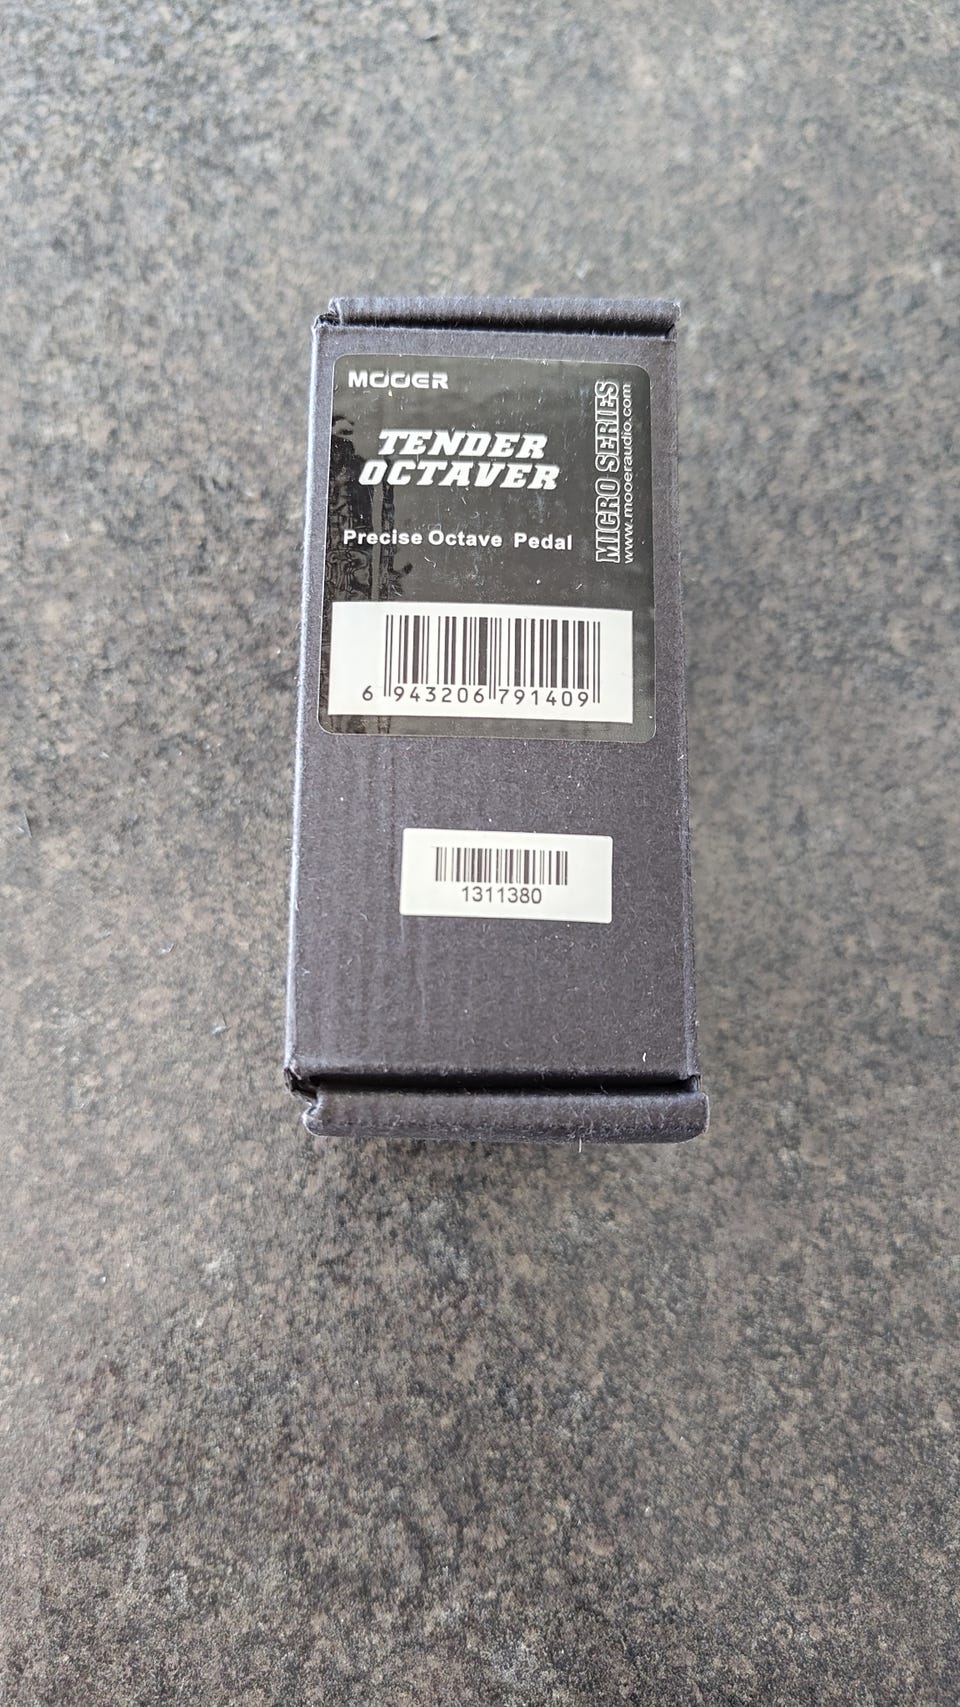 MOOER
TENDER
OCTAVER
Precise Octave Pedal
MICRO SERIES
www.mooeraudio.com
6 943206 791409
1311380